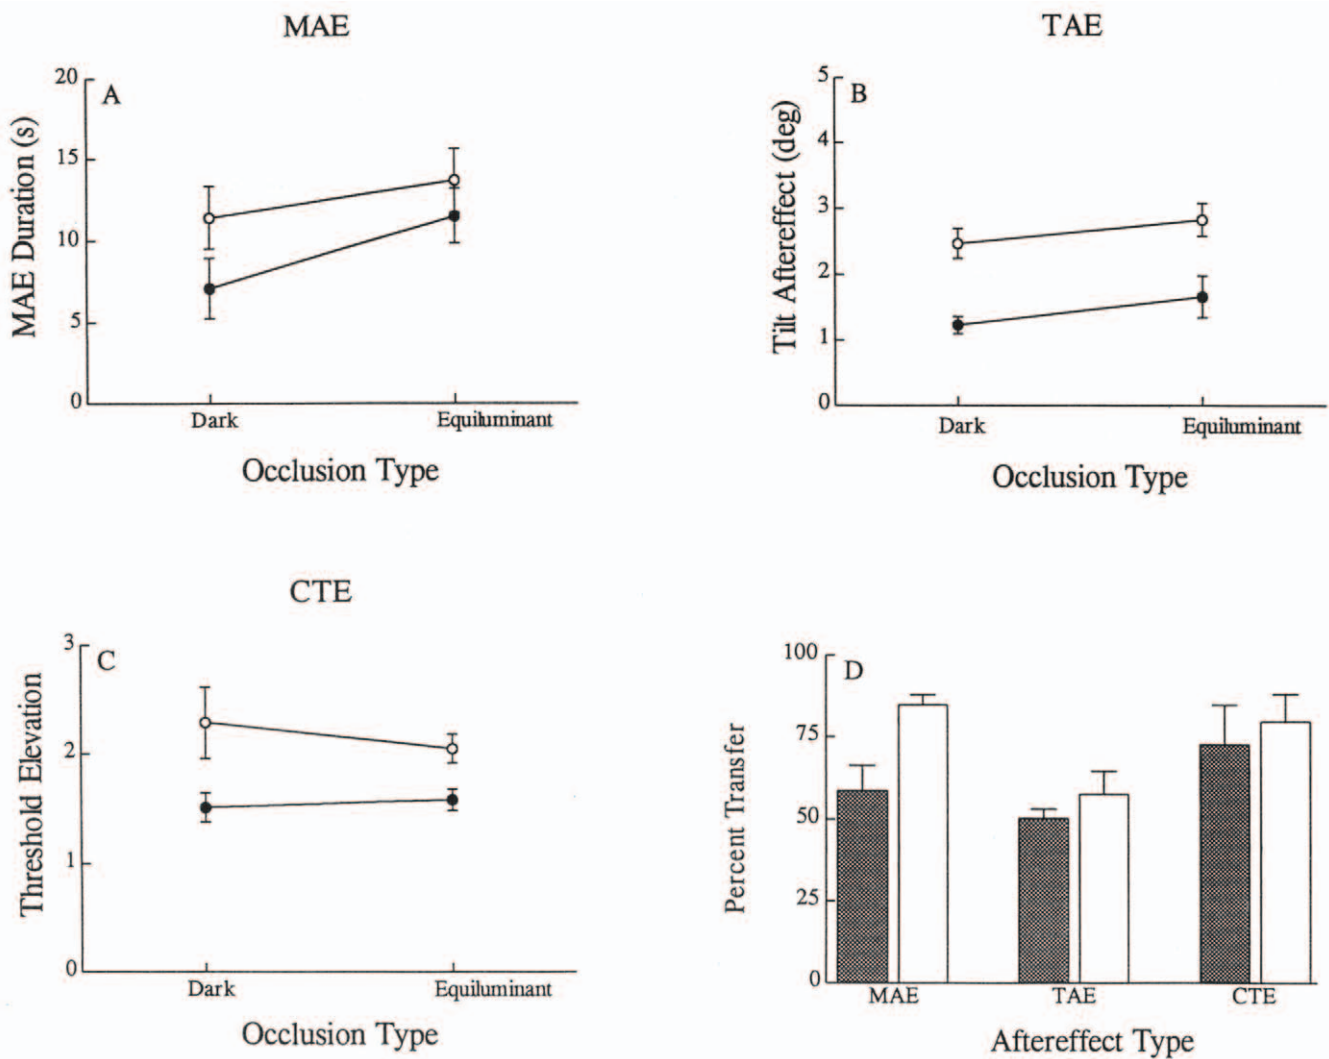 MAE
A
MAE Duration (s)
20
15
10
5
0
Dark
Equiluminant
Occlusion Type
TAE
B
Tilt Aftereffect (deg)
5
4
3
2
1
0
Dark
Equiluminant
Occlusion Type
CTE
C
Threshold Elevation
3
2
1
0
Dark
Equiluminant
Occlusion Type
D
Percent Transfer
100
75
50
25
0
MAE
TAE
CTE
Aftereffect Type